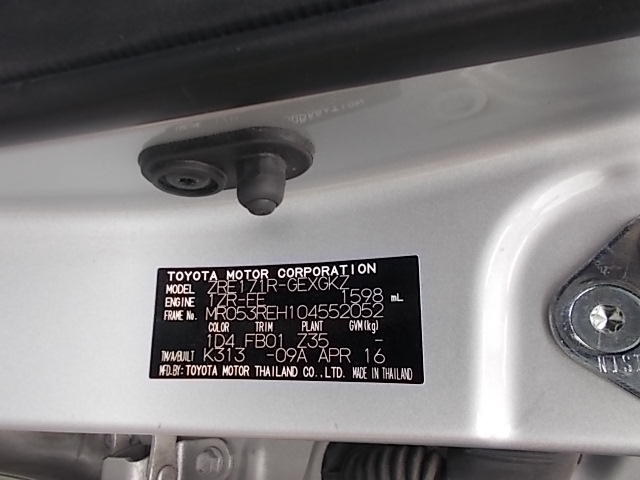 TOYOTA MOTOR CORPORATION
MODEL ZRE171R-GEXGKZ
ENGINE 1ZR-FE 1598 mL
FRAME No. MR053REH104552052
COLOR TRIM PLANT GVM(kg)
1D4 FB01 Z35 -
TM/A/BUILT K313 -09A APR 16
MFD.BY: TOYOTA MOTOR THAILAND CO.,LTD. MADE IN THAILAND